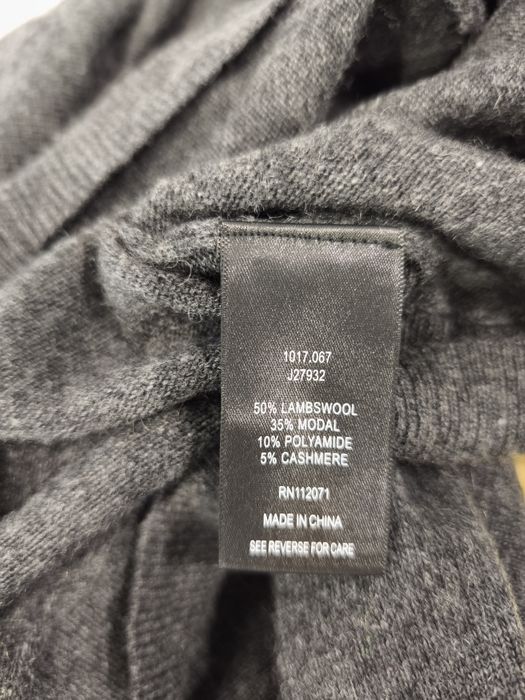 1017.067
J27932
50% LAMBSWOOL
35% MODAL
10% POLYAMIDE
5% CASHMERE
RN112071
MADE IN CHINA
SEE REVERSE FOR CARE